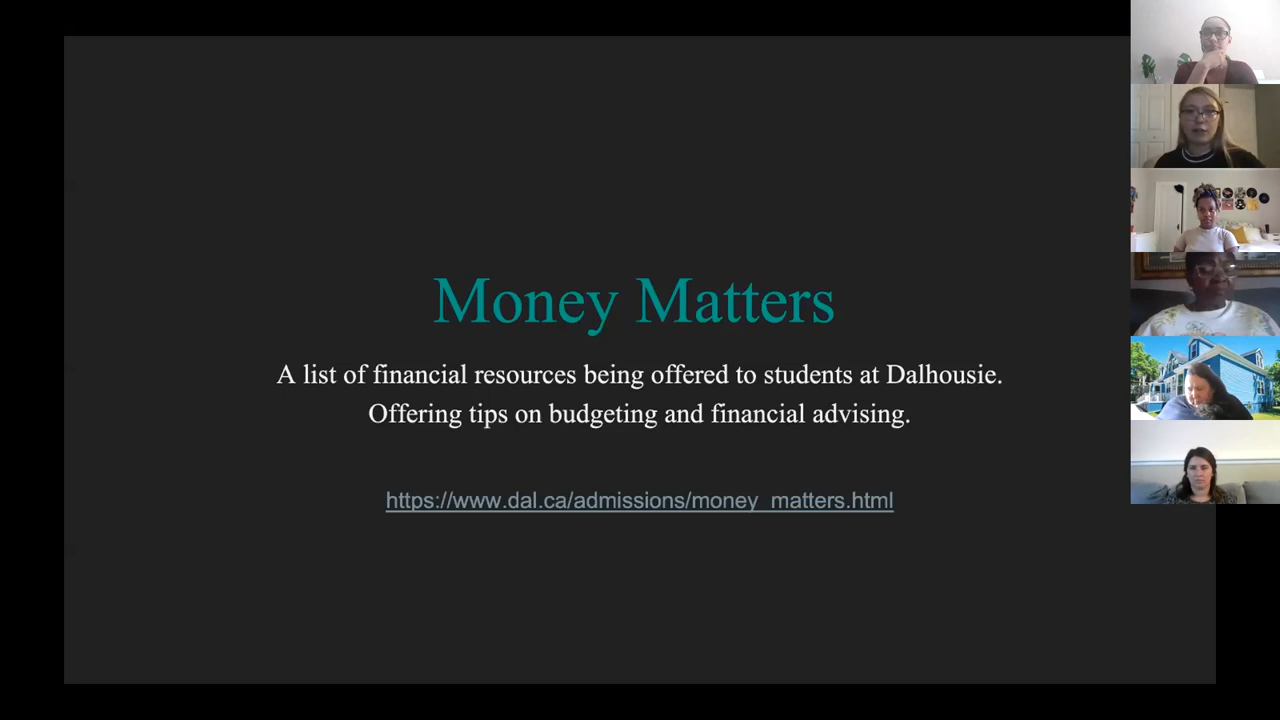 Money Matters
A list of financial resources being offered to students at Dalhousie.
Offering tips on budgeting and financial advising.
https://www.dal.ca/admissions/money_matters.html